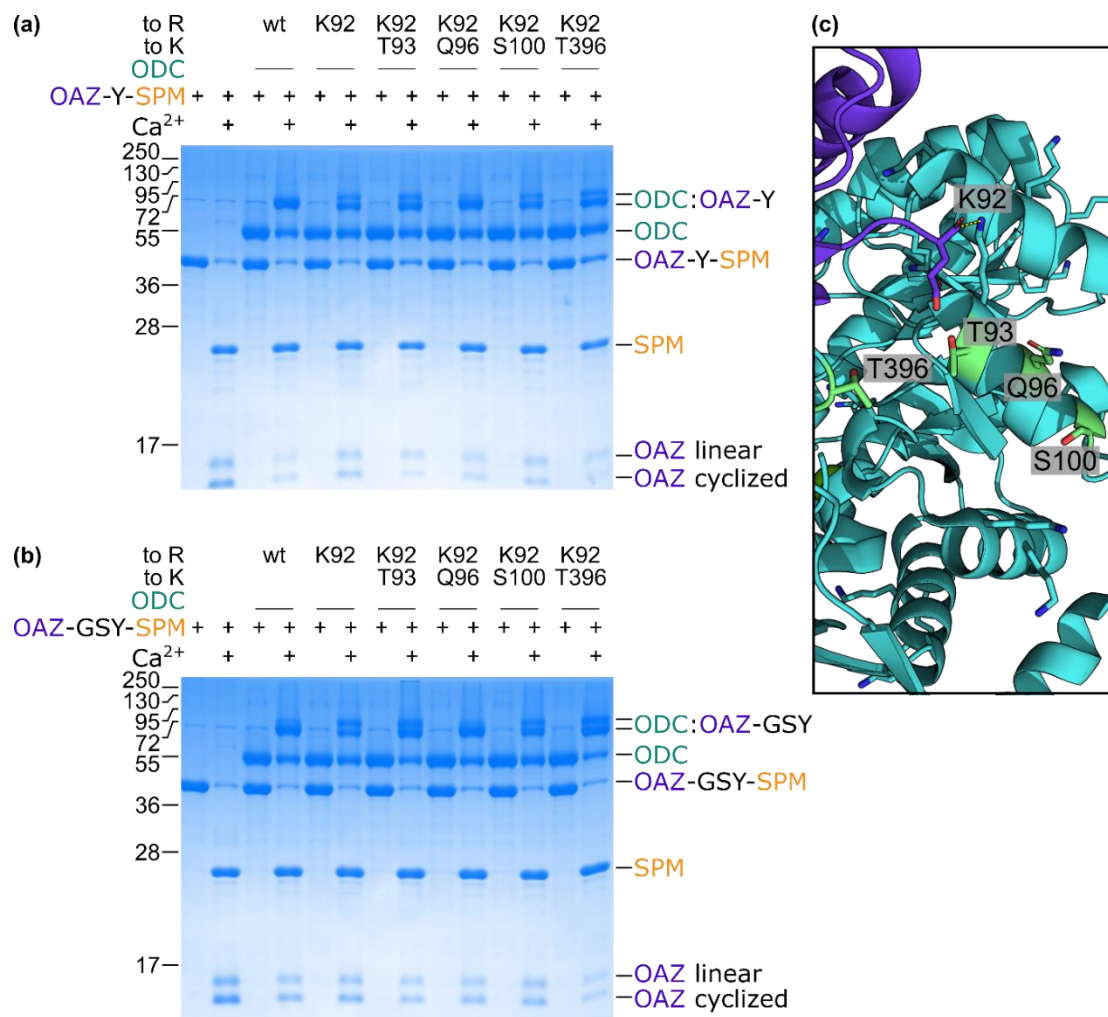 (a)
to R wt K92 K92 K92 K92 K92
to K T93 Q96 S100 T396
ODC
OAZ-Y-SPM + + + + + + + + + + + + + +
Ca2+ + + + + + + +
250
130
95
72
55
36
28
17
ODC:OAZ-Y
ODC
OAZ-Y-SPM
SPM
OAZ linear
OAZ cyclized
(b)
to R wt K92 K92 K92 K92 K92
to K T93 Q96 S100 T396
ODC
OAZ-GSY-SPM + + + + + + + + + + + + + +
Ca2+ + + + + + + +
250
130
95
72
55
36
28
17
ODC:OAZ-GSY
ODC
OAZ-GSY-SPM
SPM
OAZ linear
OAZ cyclized
(c)
K92
T93
T396
Q96
S100